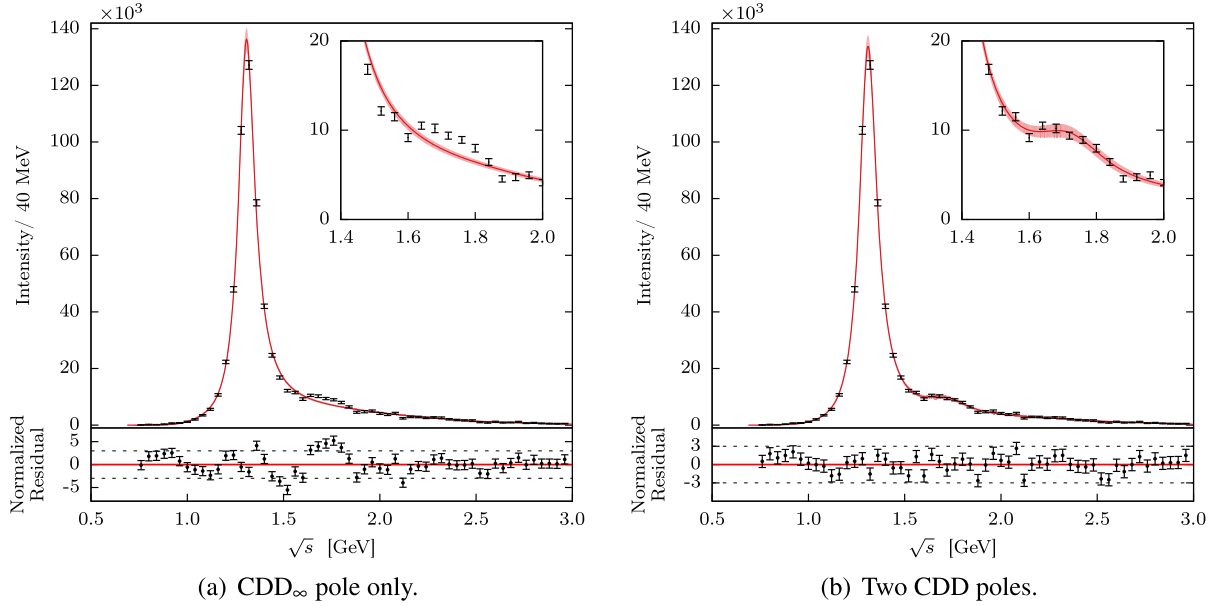 ×10³
140
120
100
80
60
40
20
0
Intensity/ 40 MeV
20
10
0
1.4 1.6 1.8 2.0
5
0
-5
Normalized
Residual
0.5 1.0 1.5 2.0 2.5 3.0
√s [GeV]
(a) CDD∞ pole only.
×10³
140
120
100
80
60
40
20
0
Intensity/ 40 MeV
20
10
0
1.4 1.6 1.8 2.0
3
0
-3
Normalized
Residual
0.5 1.0 1.5 2.0 2.5 3.0
√s [GeV]
(b) Two CDD poles.